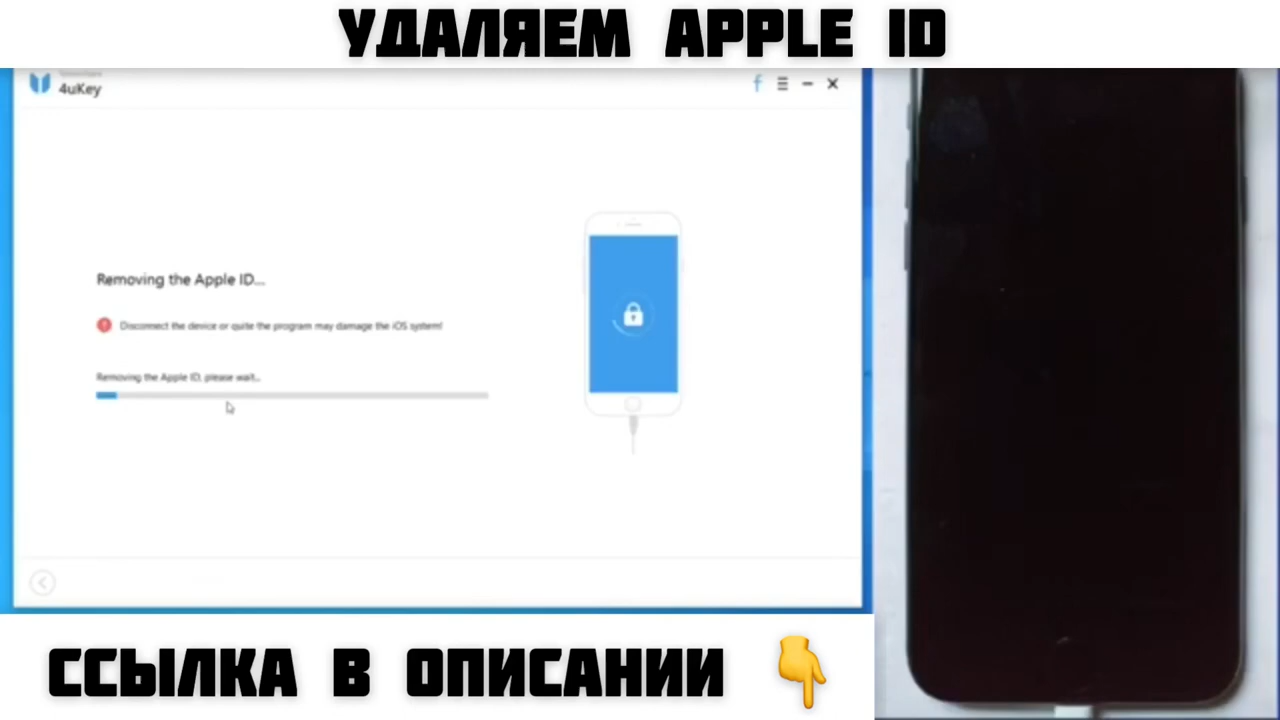 УДАЛЯЕМ APPLE ID
4uKey
Removing the Apple ID...
Disconnect the device or quite the program may damage the iOS system!
Removing the Apple ID, please wait...
ССЫЛКА В ОПИСАНИИ